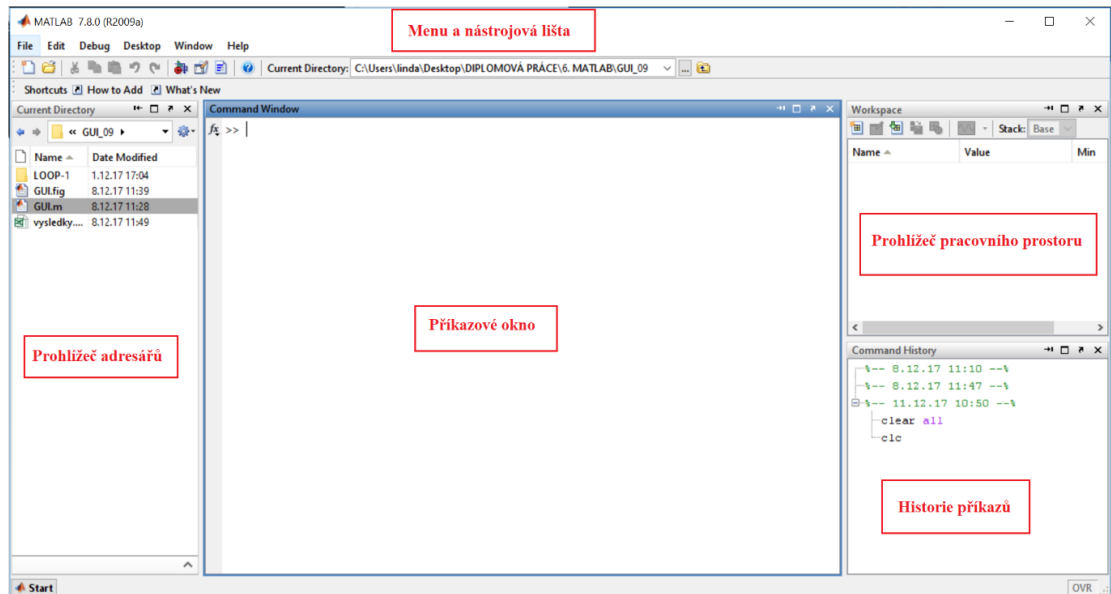 MATLAB 7.8.0 (R2009a)
Menu a nástrojová lišta
File Edit Debug Desktop Window Help
Current Directory: C:\Users\linda\Desktop\DIPLOMOVÁ PRÁCE\6. MATLAB\GUI_09
...
Shortcuts How to Add What's New
Current Directory
« GUI_09
Name Date Modified
LOOP-1 1.12.17 17:04
GUI.fig 8.12.17 11:39
GUI.m 8.12.17 11:28
vysledky.... 8.12.17 11:49
Prohlížeč adresářů
Command Window
fx >>
Příkazové okno
Workspace
Stack: Base
Name Value Min
Prohlížeč pracovního prostoru
Command History
%-- 8.12.17 11:10 --%
%-- 8.12.17 11:47 --%
%-- 11.12.17 10:50 --%
clear all
clc
Historie příkazů
Start
OVR